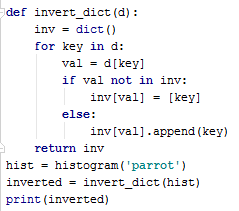 def invert_dict(d):
    inv = dict()
    for key in d:
        val = d[key]
        if val not in inv:
            inv[val] = [key]
        else:
            inv[val].append(key)
    return inv
hist = histogram('parrot')
inverted = invert_dict(hist)
print(inverted)